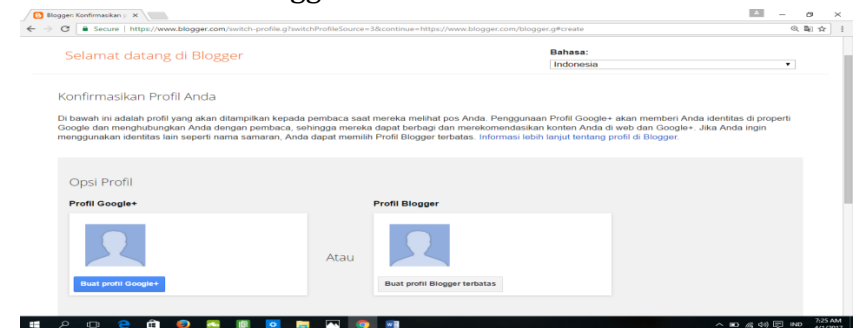 gg
Blogger: Konfirmasikan p
Secure | https://www.blogger.com/switch-profile.g?switchProfileSource=3&continue=https://www.blogger.com/blogger.g#create
Selamat datang di Blogger
Bahasa:
Indonesia
Konfirmasikan Profil Anda
Di bawah ini adalah profil yang akan ditampilkan kepada pembaca saat mereka melihat pos Anda. Penggunaan Profil Google+ akan memberi Anda identitas di properti
Google dan menghubungkan Anda dengan pembaca, sehingga mereka dapat berbagi dan merekomendasikan konten Anda di web dan Google+. Jika Anda ingin
menggunakan identitas lain seperti nama samaran, Anda dapat memilih Profil Blogger terbatas. Informasi lebih lanjut tentang profil di Blogger.
Opsi Profil
Profil Google+
Profil Blogger
Atau
Buat profil Google+
Buat profil Blogger terbatas
IND
7:25 AM
4/1/2017